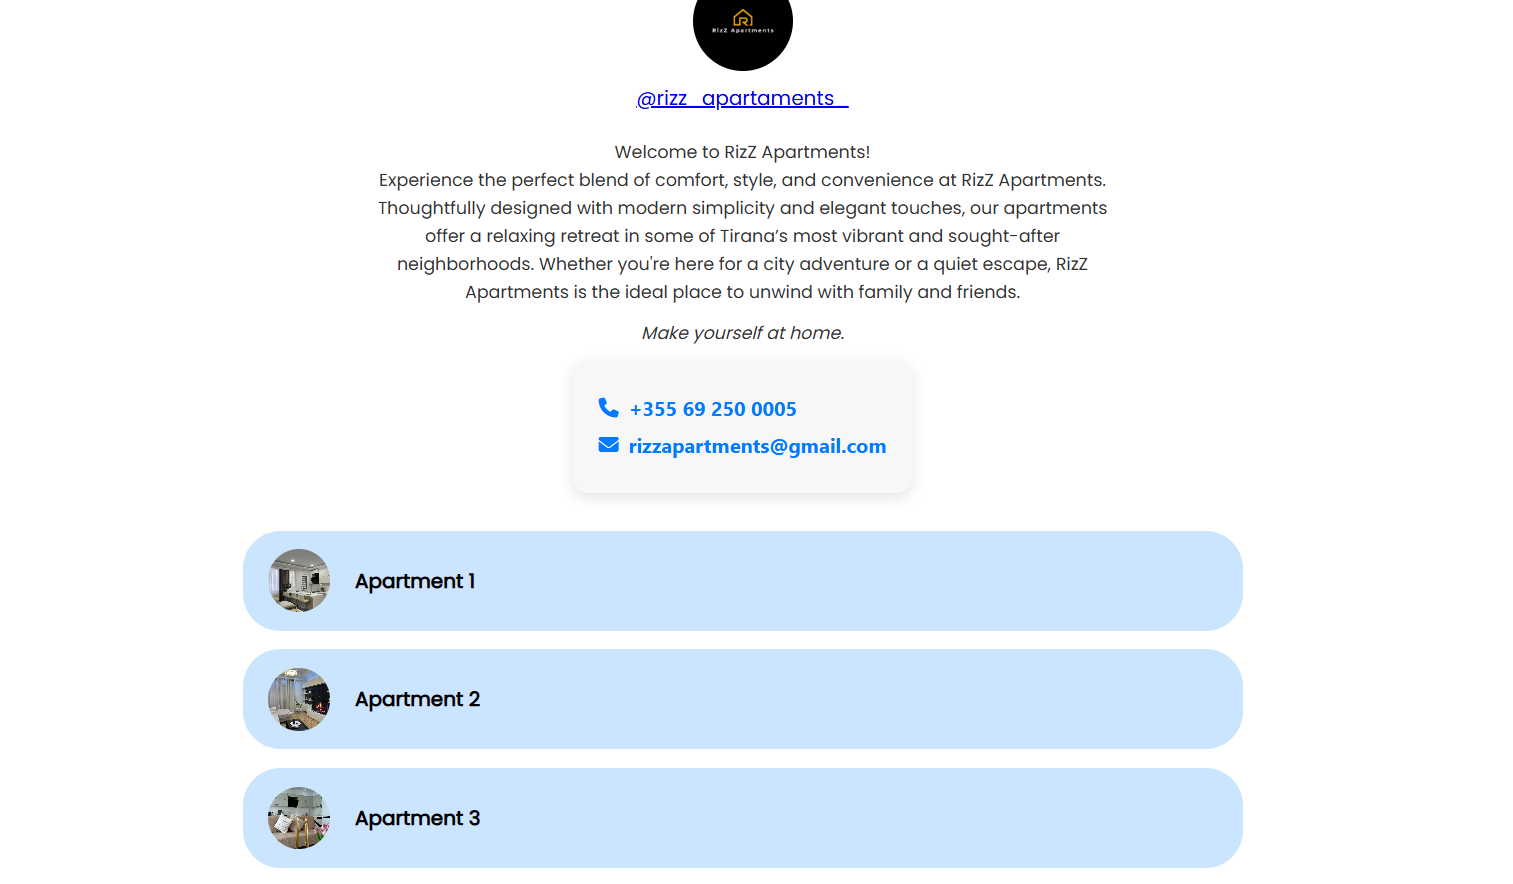 RizZ Apartments
@rizz_apartaments_
Welcome to RizZ Apartments!
Experience the perfect blend of comfort, style, and convenience at RizZ Apartments.
Thoughtfully designed with modern simplicity and elegant touches, our apartments
offer a relaxing retreat in some of Tirana’s most vibrant and sought-after
neighborhoods. Whether you're here for a city adventure or a quiet escape, RizZ
Apartments is the ideal place to unwind with family and friends.
Make yourself at home.
+355 69 250 0005
rizzapartments@gmail.com
Apartment 1
Apartment 2
Apartment 3